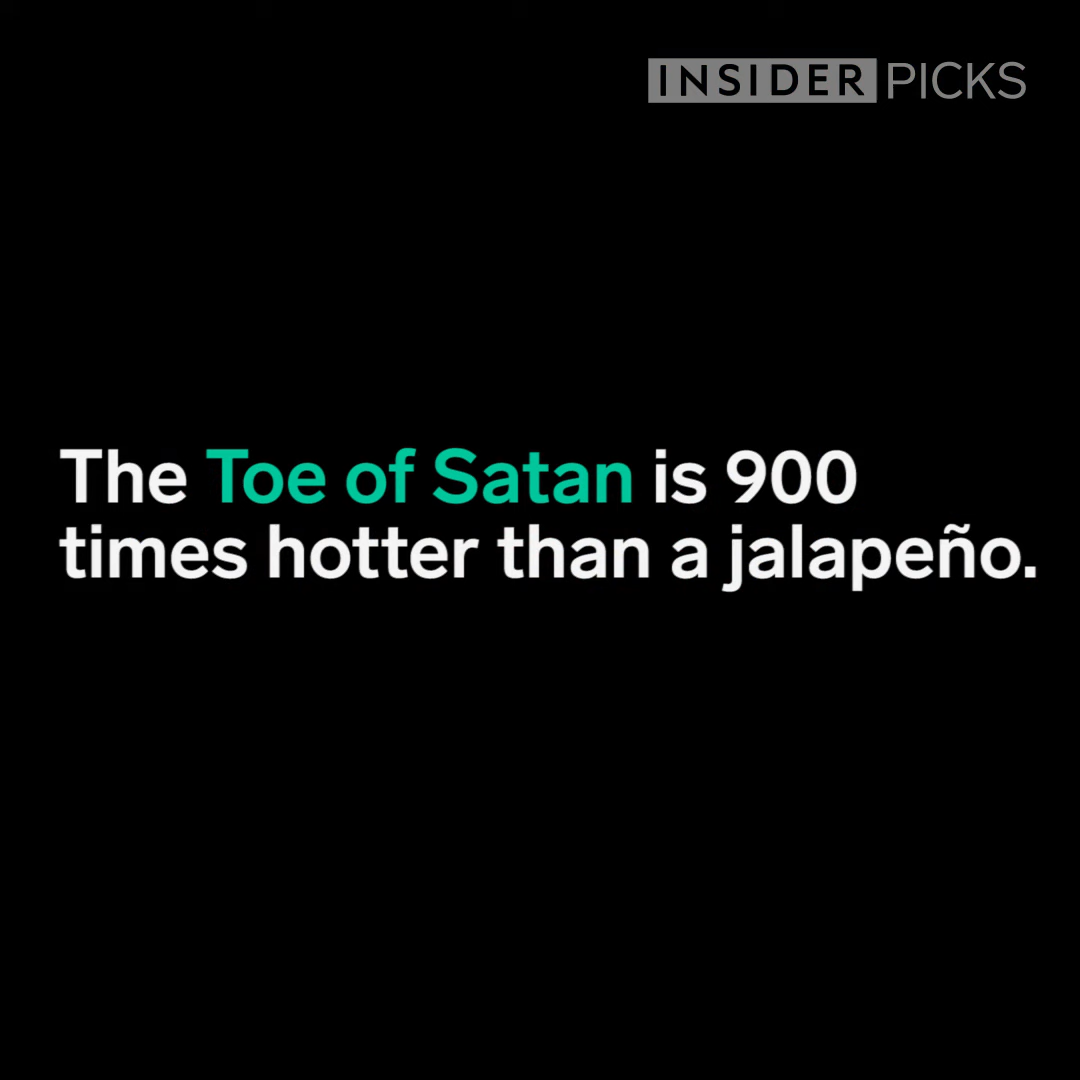 INSIDER PICKS
The Toe of Satan is 900
times hotter than a jalapeño.